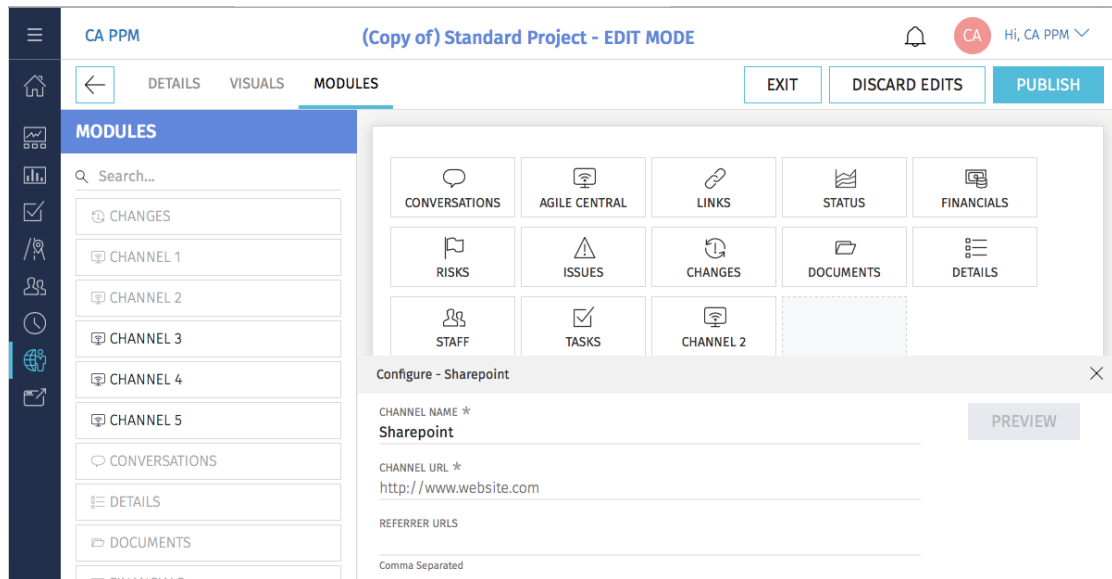 CA PPM
(Copy of) Standard Project - EDIT MODE
CA
Hi, CA PPM
DETAILS
VISUALS
MODULES
EXIT
DISCARD EDITS
PUBLISH
MODULES
Search...
CHANGES
CHANNEL 1
CHANNEL 2
CHANNEL 3
CHANNEL 4
CHANNEL 5
CONVERSATIONS
DETAILS
DOCUMENTS
CONVERSATIONS
AGILE CENTRAL
LINKS
STATUS
FINANCIALS
RISKS
ISSUES
CHANGES
DOCUMENTS
DETAILS
STAFF
TASKS
CHANNEL 2
Configure - Sharepoint
CHANNEL NAME *
Sharepoint
PREVIEW
CHANNEL URL *
http://www.website.com
REFERRER URLS
Comma Separated